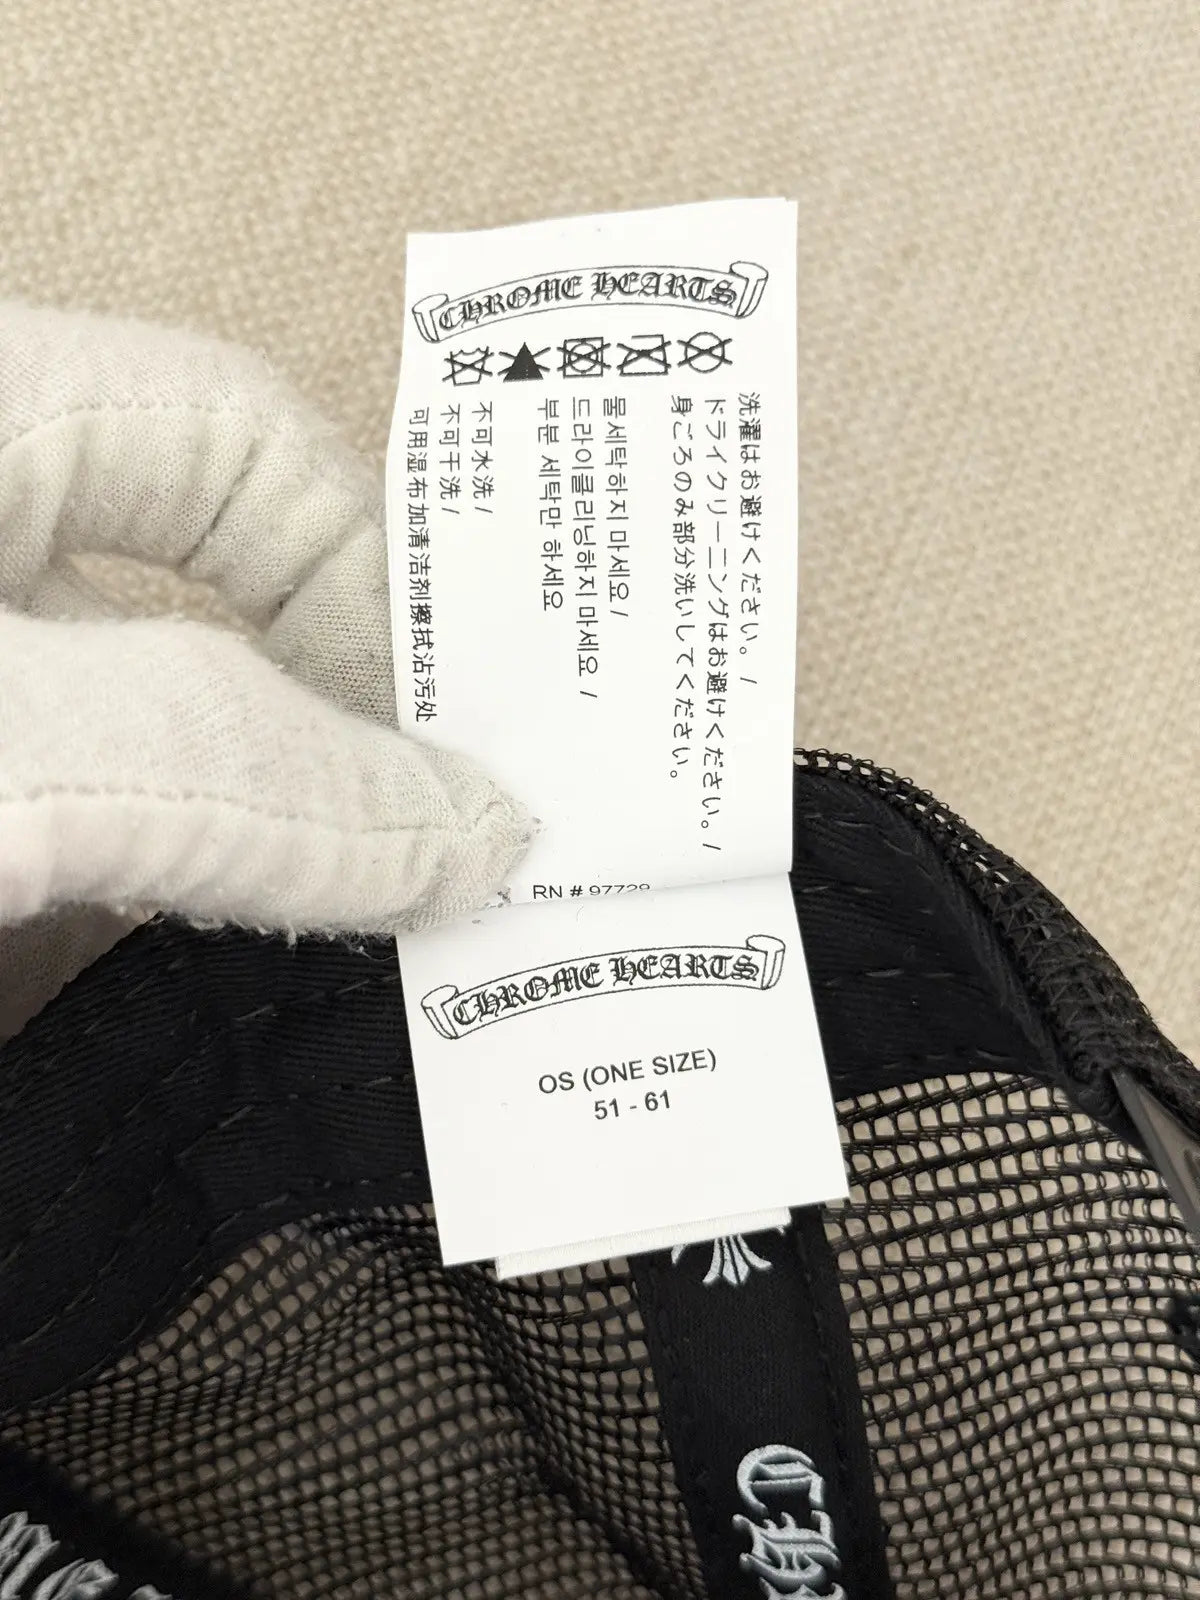 CHROME HEARTS
洗濯はお避けください。/
ドライクリーニングはお避けください。/
身ごろのみ部分洗いしてください。
물세탁하지 마세요 /
드라이클리닝하지 마세요 /
부분 세탁만 하세요
不可水洗 /
不可干洗 /
可用湿布加清洁剂擦拭沾污处
RN # 97729
CHROME HEARTS
OS (ONE SIZE)
51 - 61